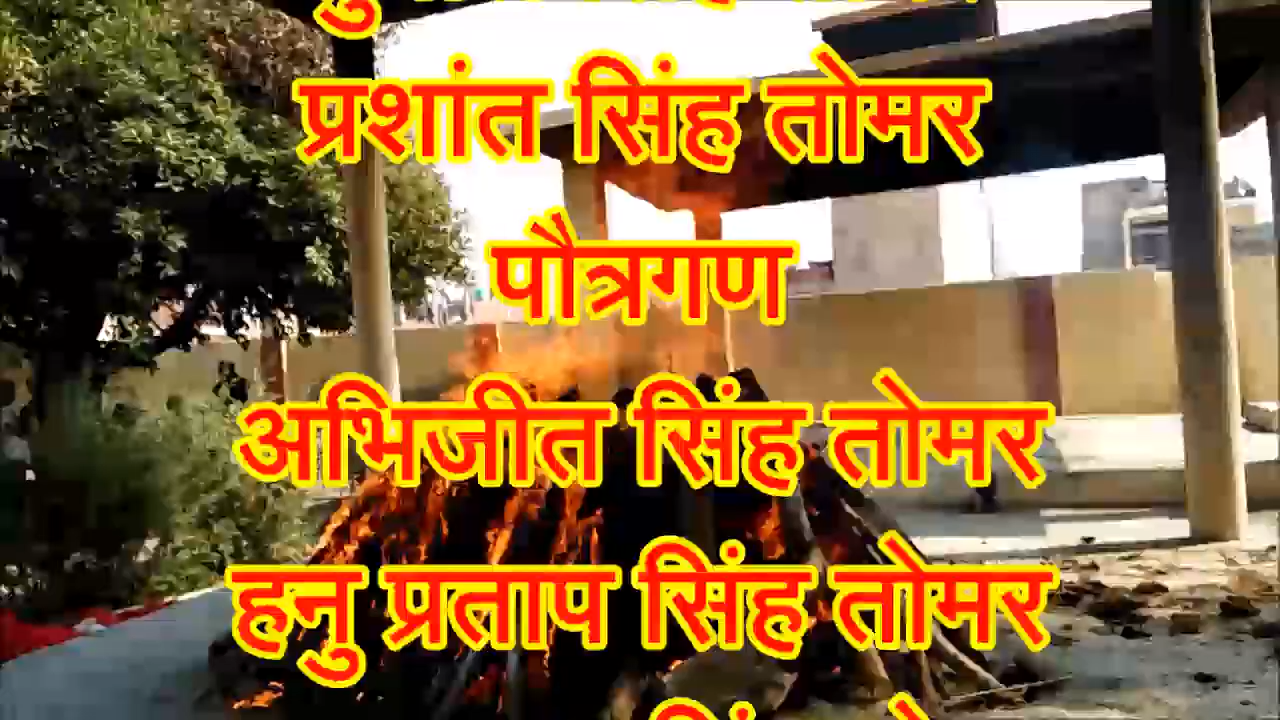 प्रशांत सिंह तोमर
पौत्रगण
अभिजीत सिंह तोमर
हनु प्रताप सिंह तोमर